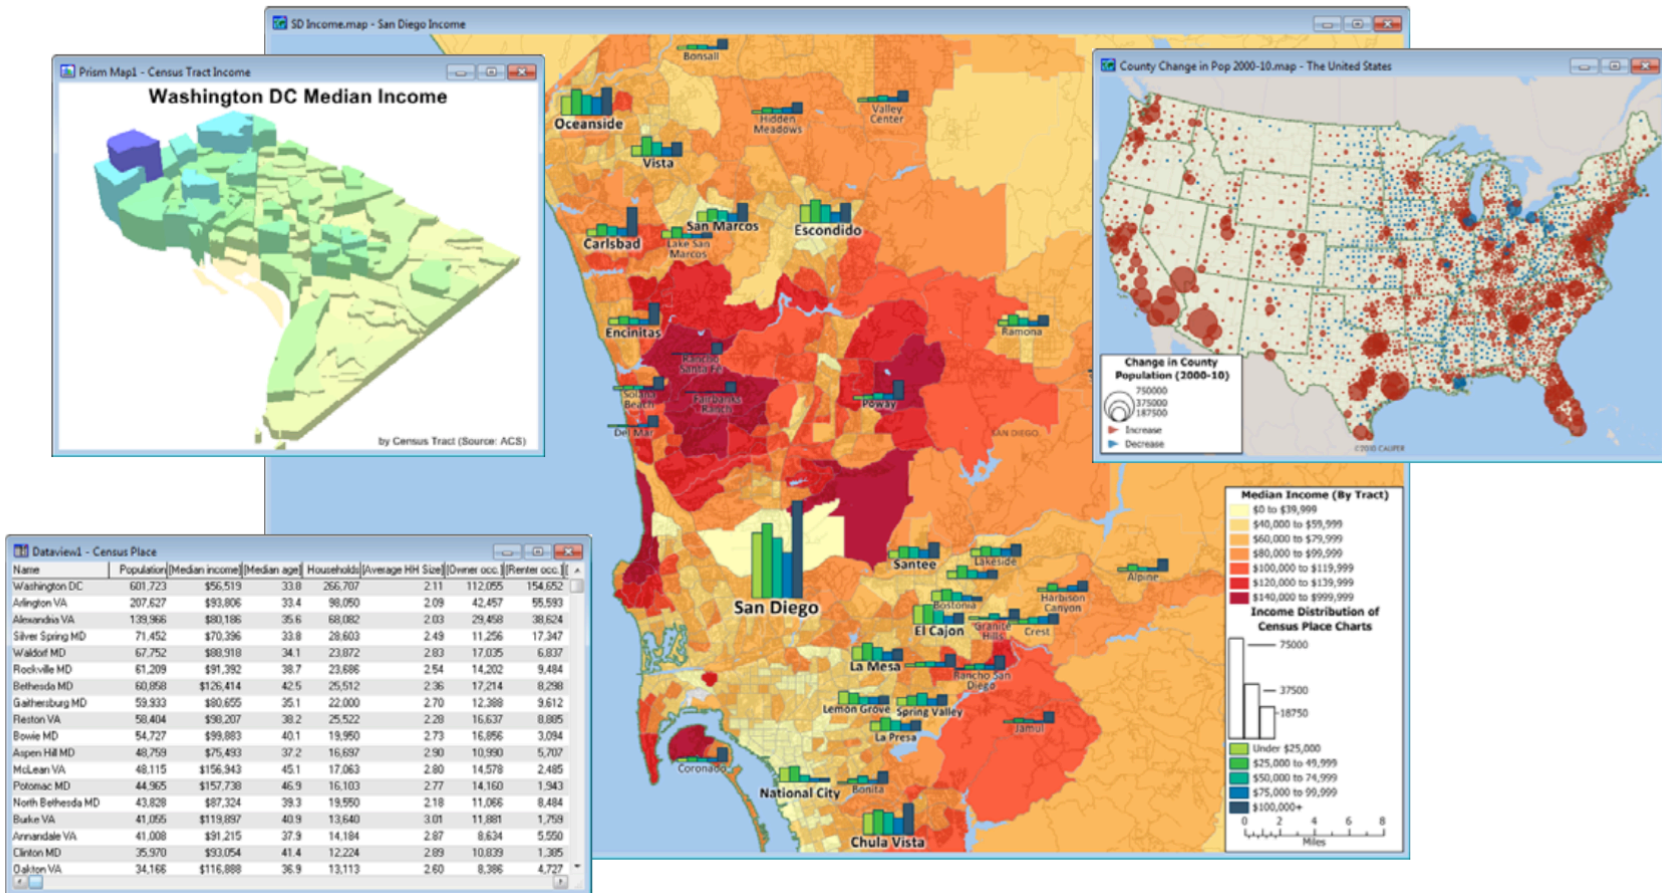 SD Income.map - San Diego Income
Prism Map1 - Census Tract Income
Washington DC Median Income
by Census Tract (Source: ACS)
County Change in Pop 2000-10.map - The United States
Change in County
Population (2000-10)
750000
375000
187500
Increase
Decrease
©2010 CALIPER
Bonsall
Oceanside
Hidden
Meadows
Valley
Center
Vista
San Marcos
Escondido
Carlsbad
Lake San
Marcos
Encinitas
Ramona
Rancho
Santa Fe
Solana
Beach
Fairbanks
Ranch
Poway
Del Mar
SAN DIEGO
Santee
Lakeside
Alpine
San Diego
Bostonia
Harbison
Canyon
El Cajon
Granite
Hills
Crest
La Mesa
Rancho San
Diego
Lemon Grove
Spring Valley
La Presa
Jamul
Coronado
National City
Bonita
Chula Vista
Median Income (By Tract)
$0 to $39,999
$40,000 to $59,999
$60,000 to $79,999
$80,000 to $99,999
$100,000 to $119,999
$120,000 to $139,999
$140,000 to $999,999
Income Distribution of
Census Place Charts
75000
37500
18750
Under $25,000
$25,000 to 49,999
$50,000 to 74,999
$75,000 to 99,999
$100,000+
0 2 4 6 8
Miles
Dataview1 - Census Place
Name Population [Median income] [Median age] Households [Average HH Size] [Owner occ.] [Renter occ.] [
Washington DC 601,723 $56,519 33.8 266,707 2.11 112,055 154,652
Arlington VA 207,627 $93,806 33.4 98,050 2.09 42,457 55,593
Alexandria VA 139,966 $80,186 35.6 68,082 2.03 29,458 38,624
Silver Spring MD 71,452 $70,396 33.8 28,603 2.49 11,256 17,347
Waldorf MD 67,752 $88,918 34.1 23,872 2.83 17,035 6,837
Rockville MD 61,209 $91,392 38.7 23,686 2.54 14,202 9,484
Bethesda MD 60,858 $126,414 42.5 25,512 2.36 17,214 8,298
Gaithersburg MD 59,933 $80,655 35.1 22,000 2.70 12,388 9,612
Reston VA 58,404 $98,207 38.2 25,522 2.28 16,637 8,885
Bowie MD 54,727 $99,883 40.1 19,950 2.73 16,856 3,094
Aspen Hill MD 48,759 $75,493 37.2 16,697 2.90 10,990 5,707
McLean VA 48,115 $156,943 45.1 17,063 2.80 14,578 2,485
Potomac MD 44,965 $157,738 46.9 16,103 2.77 14,160 1,943
North Bethesda MD 43,828 $87,324 39.3 19,550 2.18 11,066 8,484
Burke VA 41,055 $119,897 40.9 13,640 3.01 11,881 1,759
Annandale VA 41,008 $91,215 37.9 14,184 2.87 8,634 5,550
Clinton MD 35,970 $93,054 41.4 12,224 2.89 10,839 1,385
Oakton VA 34,166 $116,888 36.9 13,113 2.60 8,386 4,727